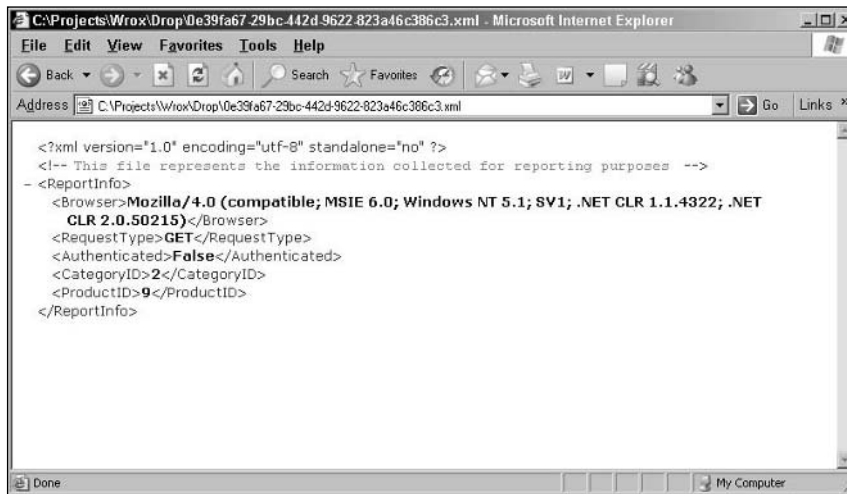 C:\Projects\Wrox\Drop\0e39fa67-29bc-442d-9622-823a46c386c3.xml - Microsoft Internet Explorer
File Edit View Favorites Tools Help
Back Search Favorites
Address C:\Projects\Wrox\Drop\0e39fa67-29bc-442d-9622-823a46c386c3.xml Go Links »
<?xml version="1.0" encoding="utf-8" standalone="no" ?>
<!-- This file represents the information collected for reporting purposes -->
- <ReportInfo>
<Browser>Mozilla/4.0 (compatible; MSIE 6.0; Windows NT 5.1; SV1; .NET CLR 1.1.4322; .NET
CLR 2.0.50215)</Browser>
<RequestType>GET</RequestType>
<Authenticated>False</Authenticated>
<CategoryID>2</CategoryID>
<ProductID>9</ProductID>
</ReportInfo>
Done My Computer